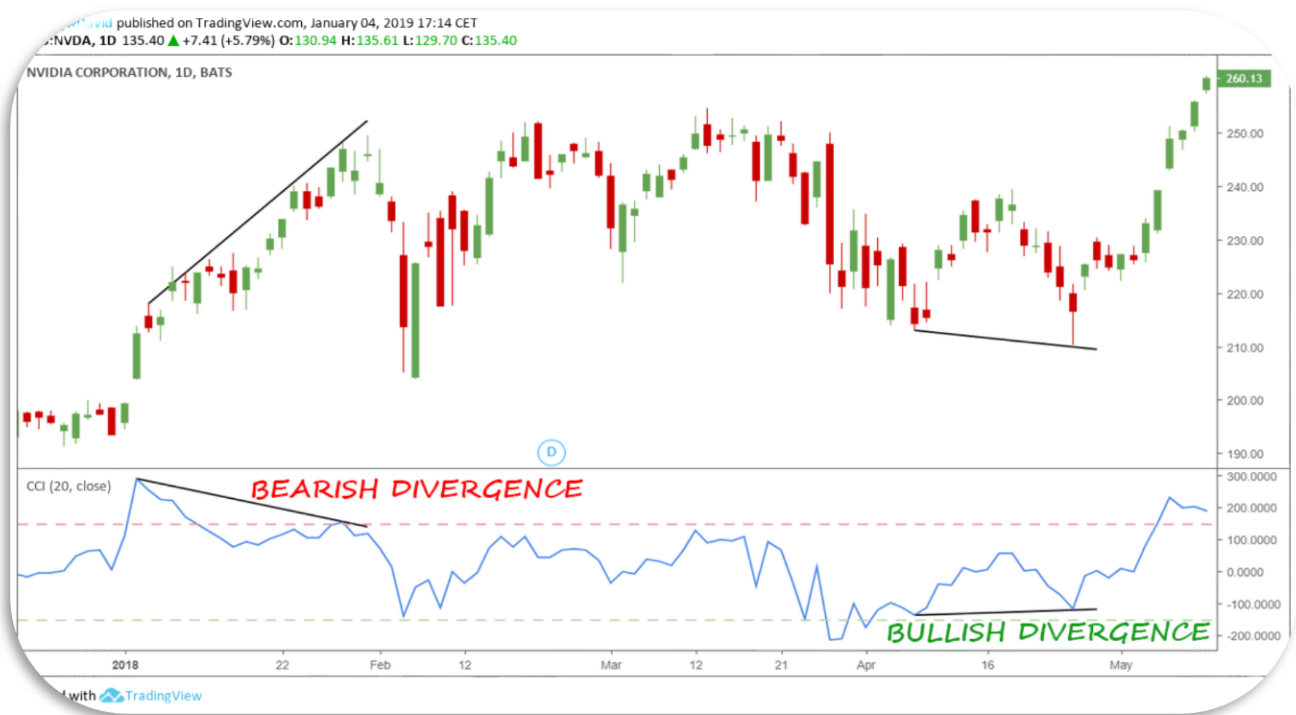 published on TradingView.com, January 04, 2019 17:14 CET
:NVDA, 1D 135.40 ▲ +7.41 (+5.79%) O:130.94 H:135.61 L:129.70 C:135.40
NVIDIA CORPORATION, 1D, BATS
260.13
250.00
240.00
230.00
220.00
210.00
200.00
190.00
D
CCI (20, close)
BEARISH DIVERGENCE
300.0000
200.0000
100.0000
0.0000
-100.0000
-200.0000
BULLISH DIVERGENCE
2018 22 Feb 12 Mar 12 21 Apr 16 May
with TradingView